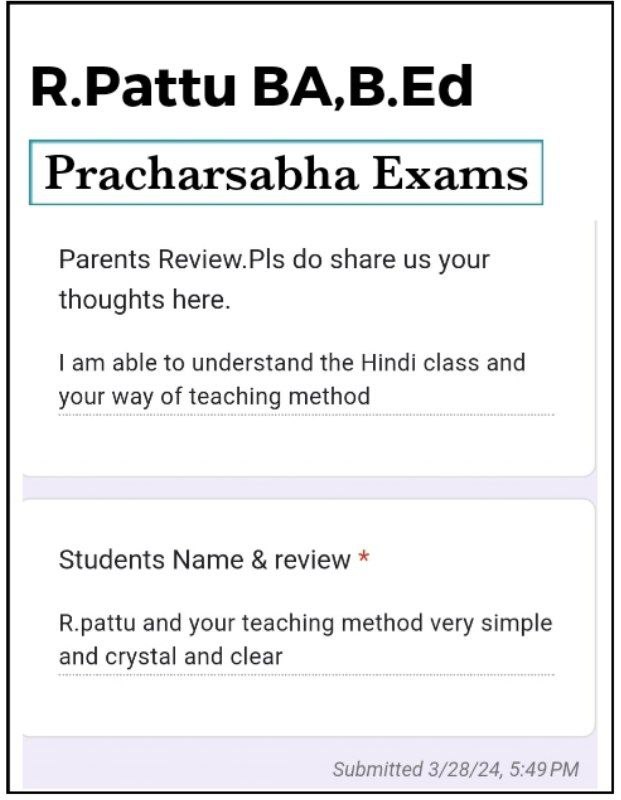 R.Pattu BA,B.Ed
Pracharsabha Exams
Parents Review.Pls do share us your
thoughts here.
I am able to understand the Hindi class and
your way of teaching method
Students Name & review *
R.pattu and your teaching method very simple
and crystal and clear
Submitted 3/28/24, 5:49 PM